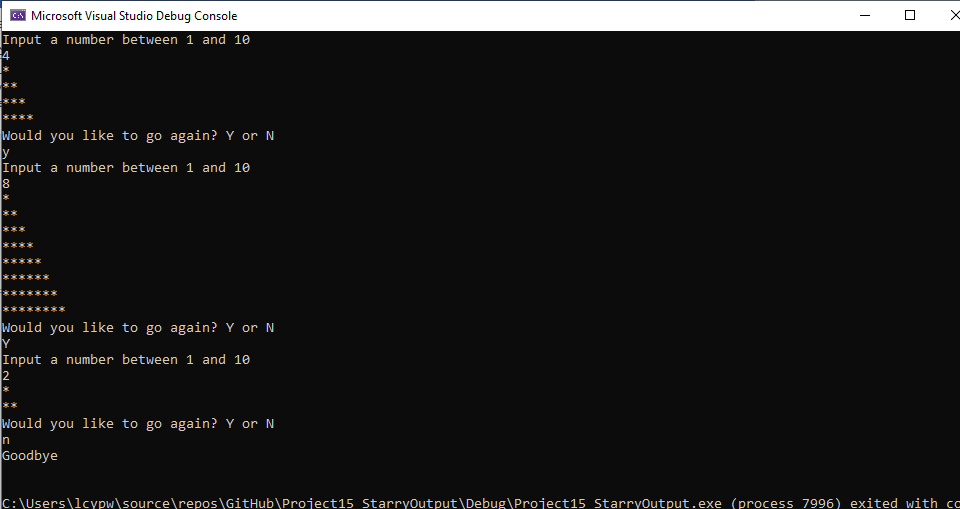 Microsoft Visual Studio Debug Console
Input a number between 1 and 10
4
*
**
***
****
Would you like to go again? Y or N
y
Input a number between 1 and 10
8
*
**
***
****
*****
******
*******
********
Would you like to go again? Y or N
Y
Input a number between 1 and 10
2
*
**
Would you like to go again? Y or N
n
Goodbye
C:\Users\lcypw\source\repos\GitHub\Project15_StarryOutput\Debug\Project15_StarryOutput.exe (process 7996) exited with co